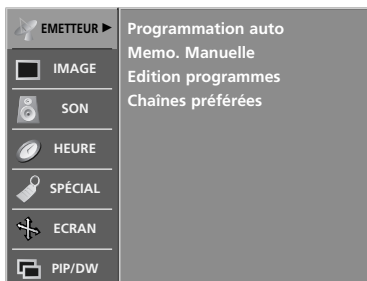 EMETTEUR ►
IMAGE
SON
HEURE
SPÉCIAL
ECRAN
PIP/DW
Programmation auto
Memo. Manuelle
Edition programmes
Chaînes préférées